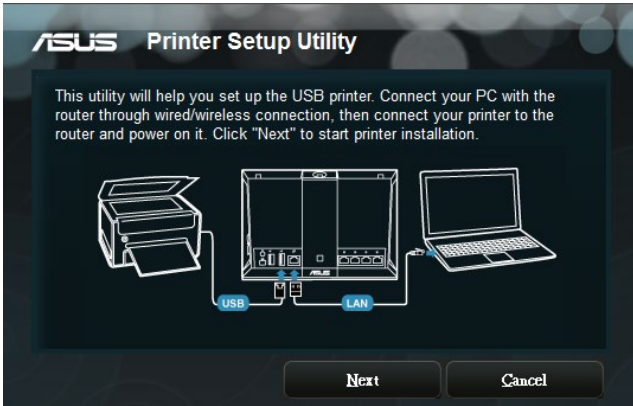 ASUS Printer Setup Utility
This utility will help you set up the USB printer. Connect your PC with the
router through wired/wireless connection, then connect your printer to the
router and power on it. Click "Next" to start printer installation.
ASUS
USB
LAN
Next
Cancel